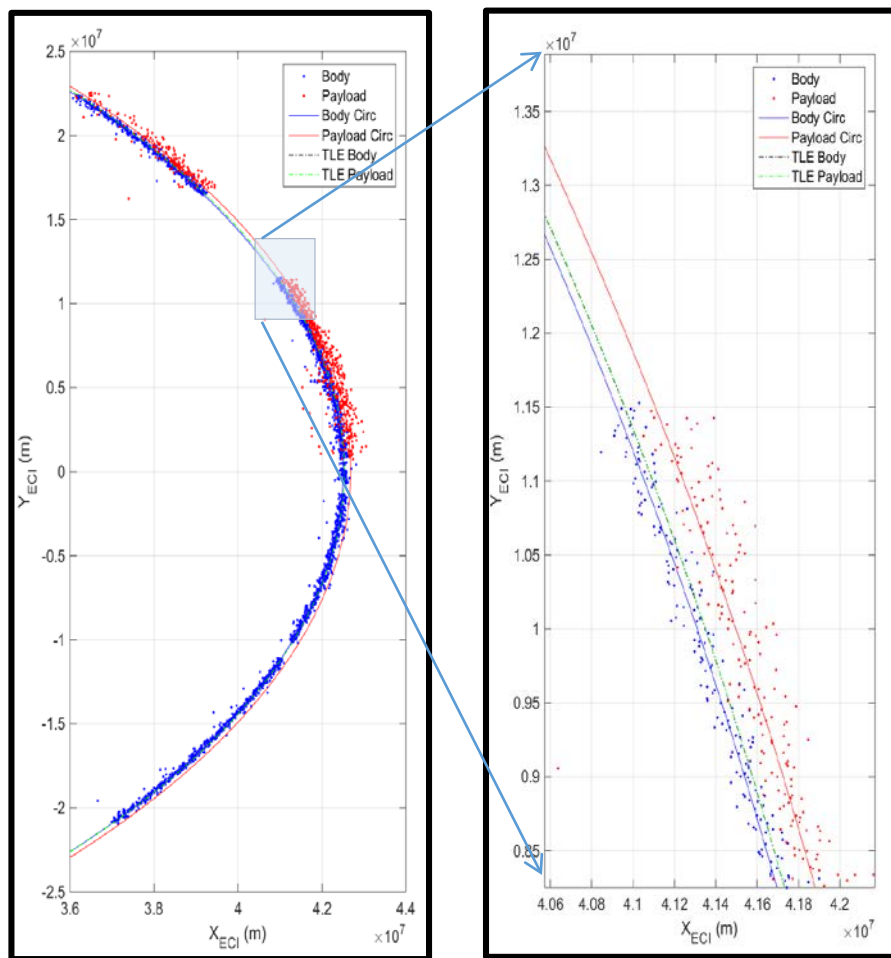 ×10⁷
2.5
2
1.5
1
0.5
0
-0.5
-1
-1.5
-2
-2.5
3.6
3.8
4
4.2
4.4
×10⁷
X_ECI (m)
Y_ECI (m)
Body
Payload
Body Circ
Payload Circ
TLE Body
TLE Payload
×10⁷
1.35
1.3
1.25
1.2
1.15
1.1
1.05
1
0.95
0.9
0.85
4.06
4.08
4.1
4.12
4.14
4.16
4.18
4.2
×10⁷
X_ECI (m)
Y_ECI (m)
Body
Payload
Body Circ
Payload Circ
TLE Body
TLE Payload